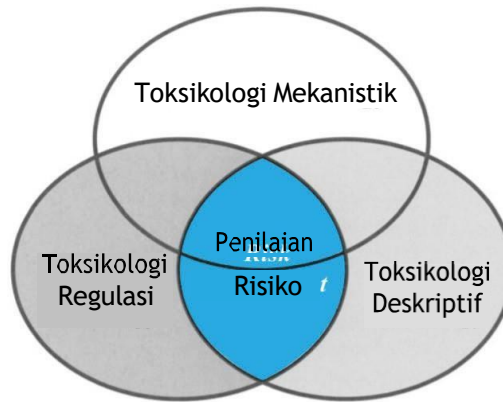 Toksikologi Mekanistik
Penilaian
Risiko
t
Toksikologi
Regulasi
Toksikologi
Deskriptif